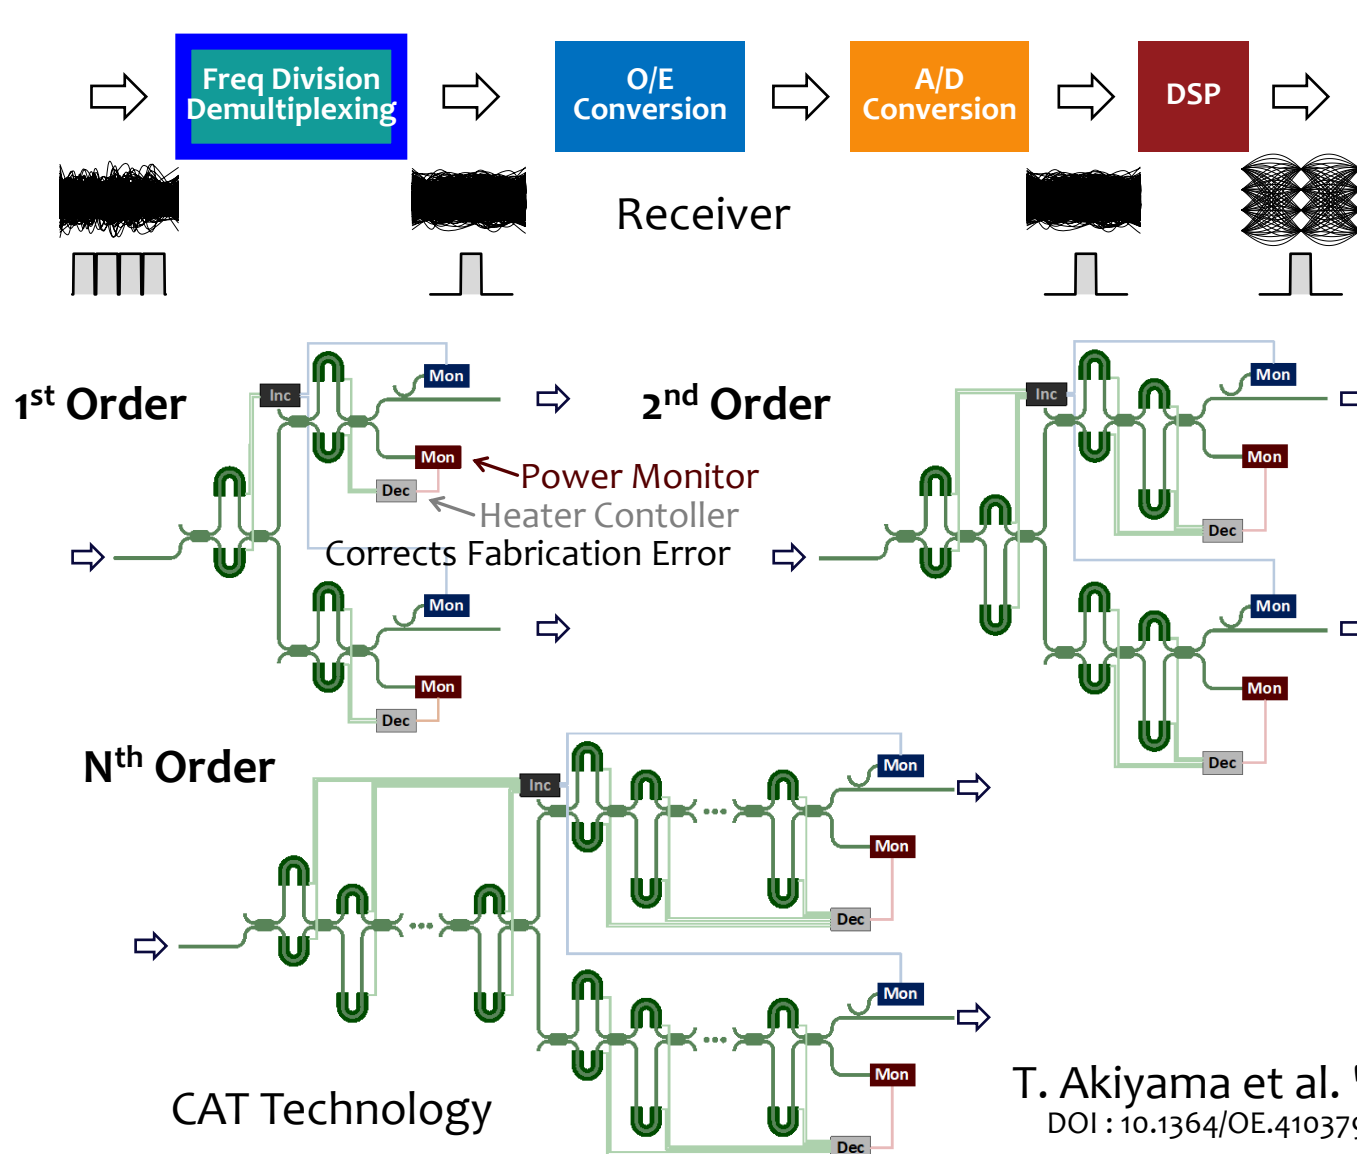 Freq Division
Demultiplexing
O/E
Conversion
A/D
Conversion
DSP
Receiver
1st Order
Inc
Mon
Mon
Power Monitor
Dec
Heater Contoller
Corrects Fabrication Error
Mon
Mon
Dec
2nd Order
Inc
Mon
Mon
Dec
Mon
Mon
Dec
Nth Order
Inc
Mon
Mon
Dec
Mon
Mon
Dec
CAT Technology
T. Akiyama et al.
DOI : 10.1364/OE.410379